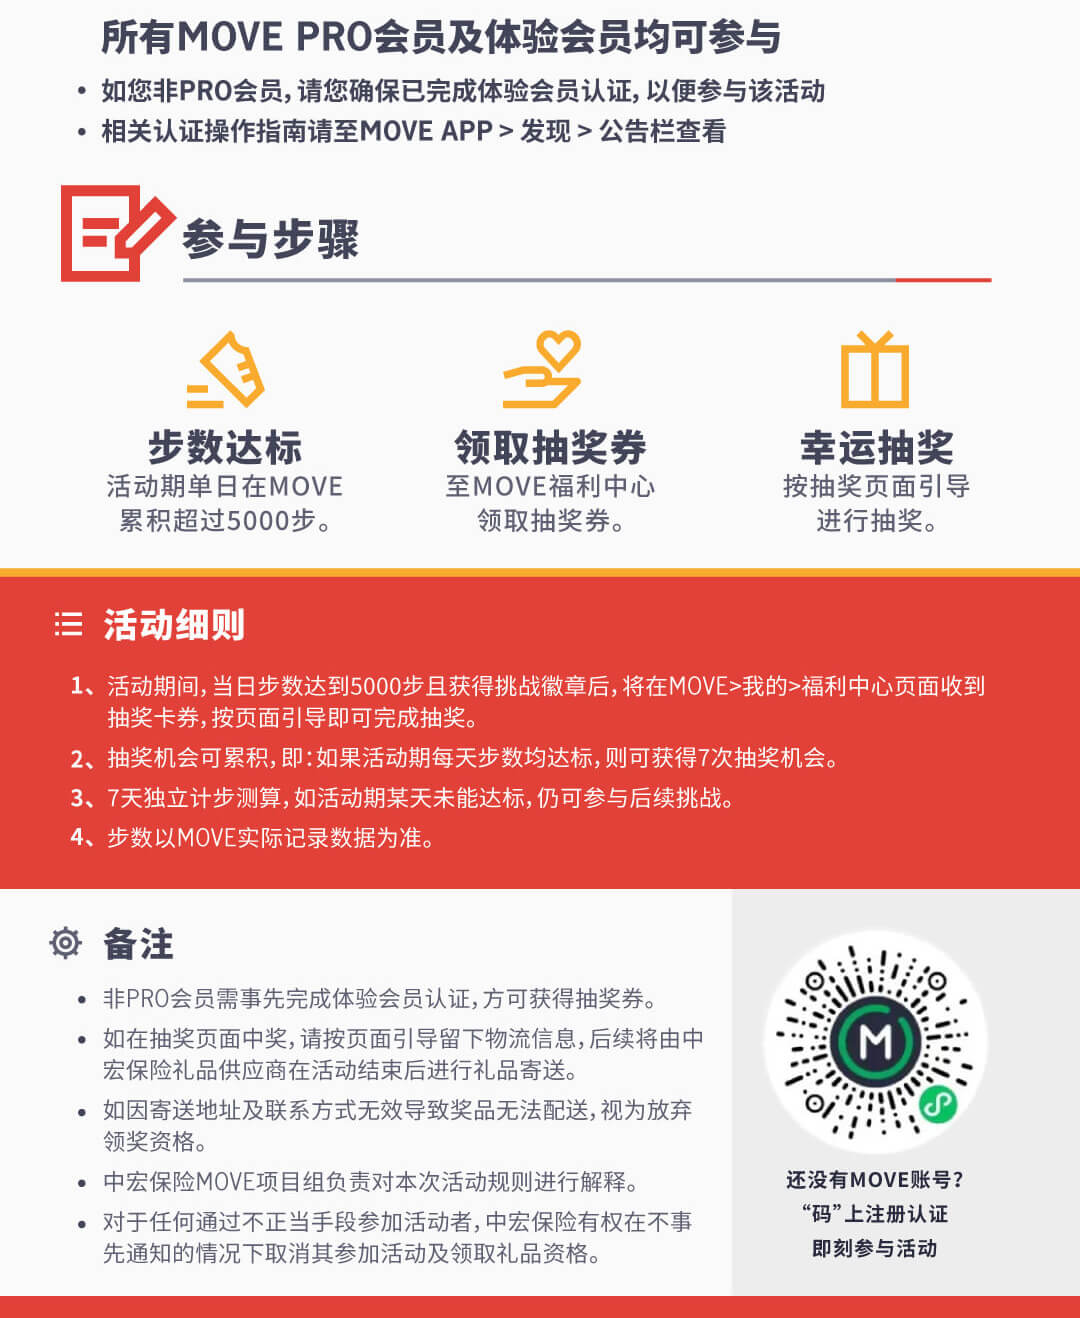 所有MOVE PRO会员及体验会员均可参与
• 如您非PRO会员,请您确保已完成体验会员认证,以便参与该活动
• 相关认证操作指南请至MOVE APP > 发现 > 公告栏查看
参与步骤
步数达标
活动期单日在MOVE
累积超过5000步。
领取抽奖券
至MOVE福利中心
领取抽奖券。
幸运抽奖
按抽奖页面引导
进行抽奖。
活动细则
1、活动期间,当日步数达到5000步且获得挑战徽章后,将在MOVE>我的>福利中心页面收到
抽奖卡券,按页面引导即可完成抽奖。
2、抽奖机会可累积,即:如果活动期每天步数均达标,则可获得7次抽奖机会。
3、7天独立计步测算,如活动期某天未能达标,仍可参与后续挑战。
4、步数以MOVE实际记录数据为准。
备注
• 非PRO会员需事先完成体验会员认证,方可获得抽奖券。
• 如在抽奖页面中奖,请按页面引导留下物流信息,后续将由中
宏保险礼品供应商在活动结束后进行礼品寄送。
• 如因寄送地址及联系方式无效导致奖品无法配送,视为放弃
领奖资格。
• 中宏保险MOVE项目组负责对本次活动规则进行解释。
• 对于任何通过不正当手段参加活动者,中宏保险有权在不事
先通知的情况下取消其参加活动及领取礼品资格。
M
还没有MOVE账号?
“码”上注册认证
即刻参与活动